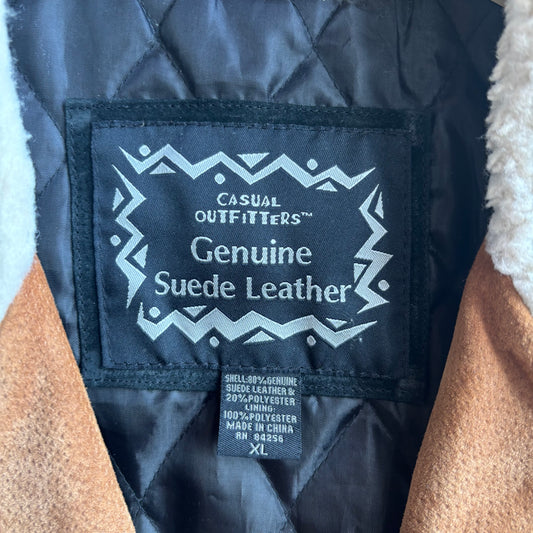 CASUAL
OUTFITTERS™
Genuine
Suede Leather
SHELL:80%GENUINE
SUEDE LEATHER &
20%POLYESTER
LINING:
100%POLYESTER
MADE IN CHINA
RN 84256
XL